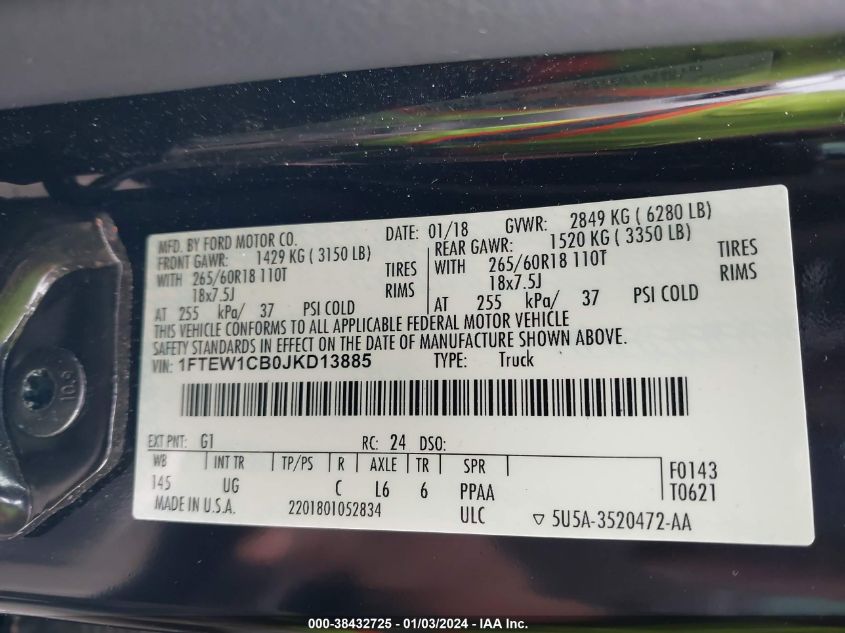 MFD. BY FORD MOTOR CO. DATE: 01/18 GVWR: 2849 KG ( 6280 LB)
FRONT GAWR: 1429 KG ( 3150 LB) REAR GAWR: 1520 KG ( 3350 LB)
WITH 265/60R18 110T TIRES WITH 265/60R18 110T TIRES
18x7.5J RIMS 18x7.5J RIMS
AT 255 kPa/ 37 PSI COLD AT 255 kPa/ 37 PSI COLD
THIS VEHICLE CONFORMS TO ALL APPLICABLE FEDERAL MOTOR VEHICLE
SAFETY STANDARDS IN EFFECT ON THE DATE OF MANUFACTURE SHOWN ABOVE.
VIN: 1FTEW1CB0JKD13885 TYPE: Truck
EXT PNT: G1 RC: 24 DSO:
WB INT TR TP/PS R AXLE TR SPR F0143
145 UG C L6 6 PPAA T0621
MADE IN U.S.A. 2201801052834 ULC ▽ 5U5A-3520472-AA
10.9
000-38432725 - 01/03/2024 - IAA Inc.